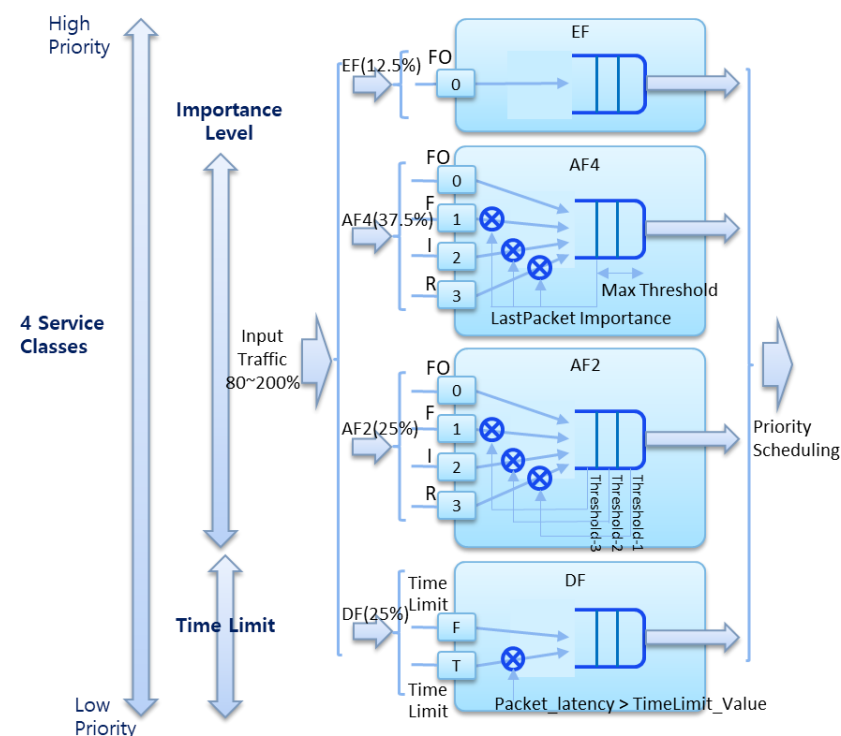 High
Priority
Importance
Level
4 Service
Classes
Time Limit
Low
Priority
Input
Traffic
80~200%
EF(12.5%)
FO
0
EF
AF4(37.5%)
FO
0
F
1
I
2
R
3
AF4
Max Threshold
LastPacket Importance
AF2(25%)
FO
0
F
1
I
2
R
3
AF2
Threshold-3
Threshold-2
Threshold-1
Priority
Scheduling
DF(25%)
Time
Limit
F
T
Time
Limit
DF
Packet_latency > TimeLimit_Value